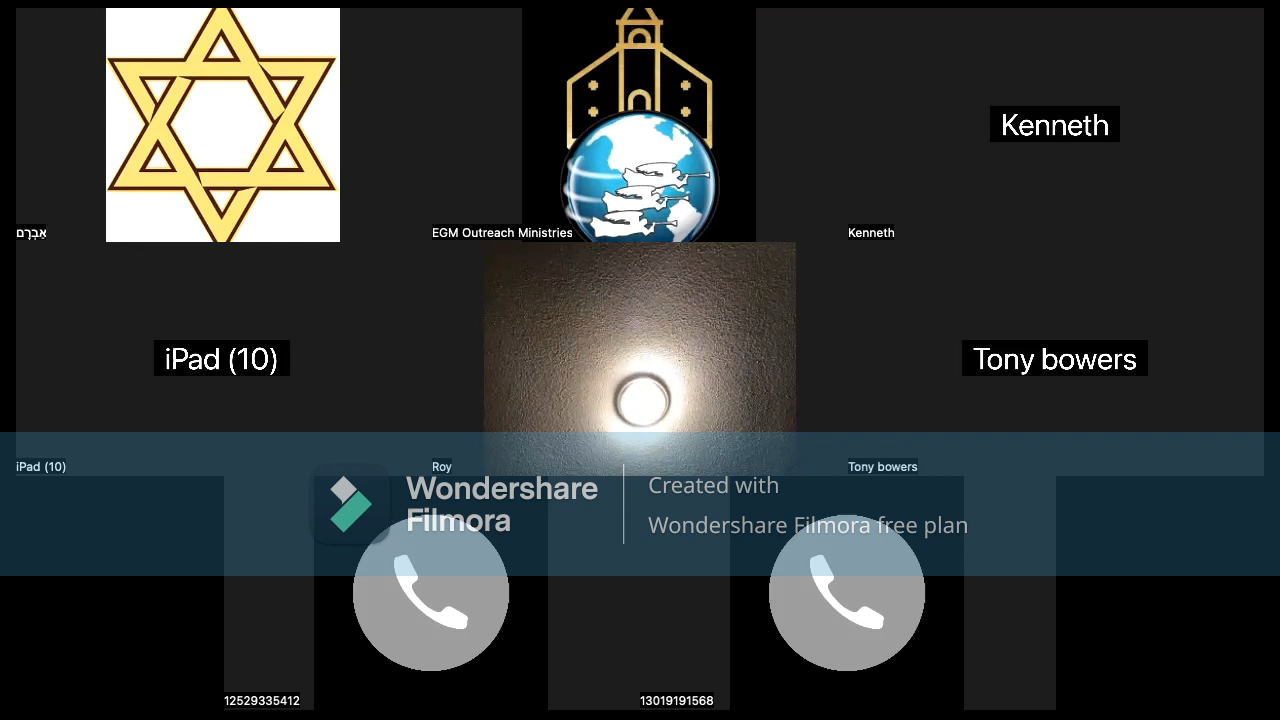 Kenneth
אַבְרָם
EGM Outreach Ministries
Kenneth
iPad (10)
Tony bowers
iPad (10)
Roy
Tony bowers
Wondershare
Filmora
Created with
Wondershare Filmora free plan
12529335412
13019191568